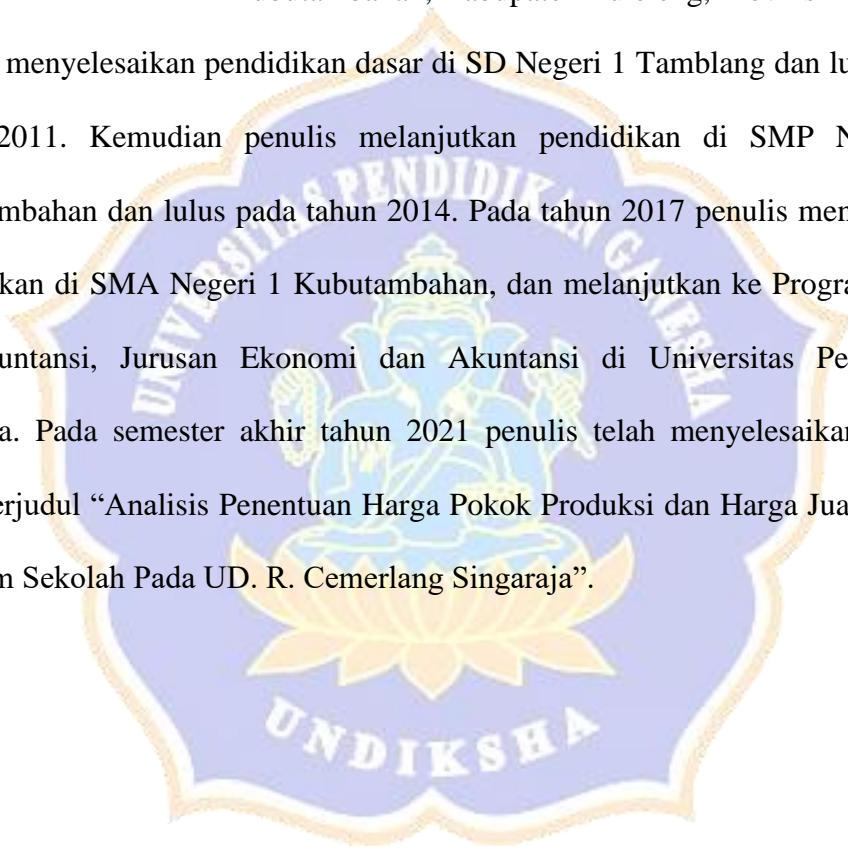 menyelesaikan pendidikan dasar di SD Negeri 1 Tamblang dan lu
2011. Kemudian penulis melanjutkan pendidikan di SMP N
mbahan dan lulus pada tahun 2014. Pada tahun 2017 penulis men
kan di SMA Negeri 1 Kubutambahan, dan melanjutkan ke Progra
untansi, Jurusan Ekonomi dan Akuntansi di Universitas Pe
a. Pada semester akhir tahun 2021 penulis telah menyelesaikan
erjudul “Analisis Penentuan Harga Pokok Produksi dan Harga Jua
m Sekolah Pada UD. R. Cemerlang Singaraja”.
UNIVERSITAS PENDIDIKAN GANESHA
UNDIKSHA